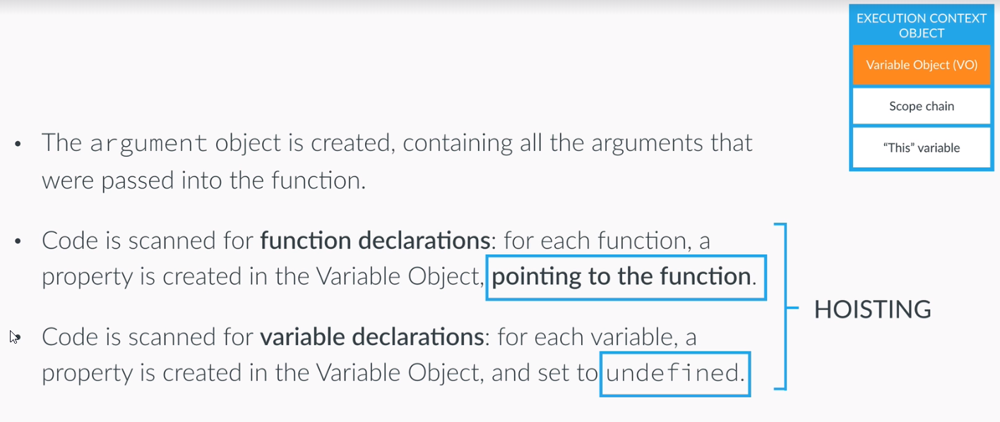 EXECUTION CONTEXT
OBJECT
Variable Object (VO)
Scope chain
“This” variable
• The argument object is created, containing all the arguments that
were passed into the function.
• Code is scanned for function declarations: for each function, a
property is created in the Variable Object, pointing to the function.
HOISTING
• Code is scanned for variable declarations: for each variable, a
property is created in the Variable Object, and set to undefined.